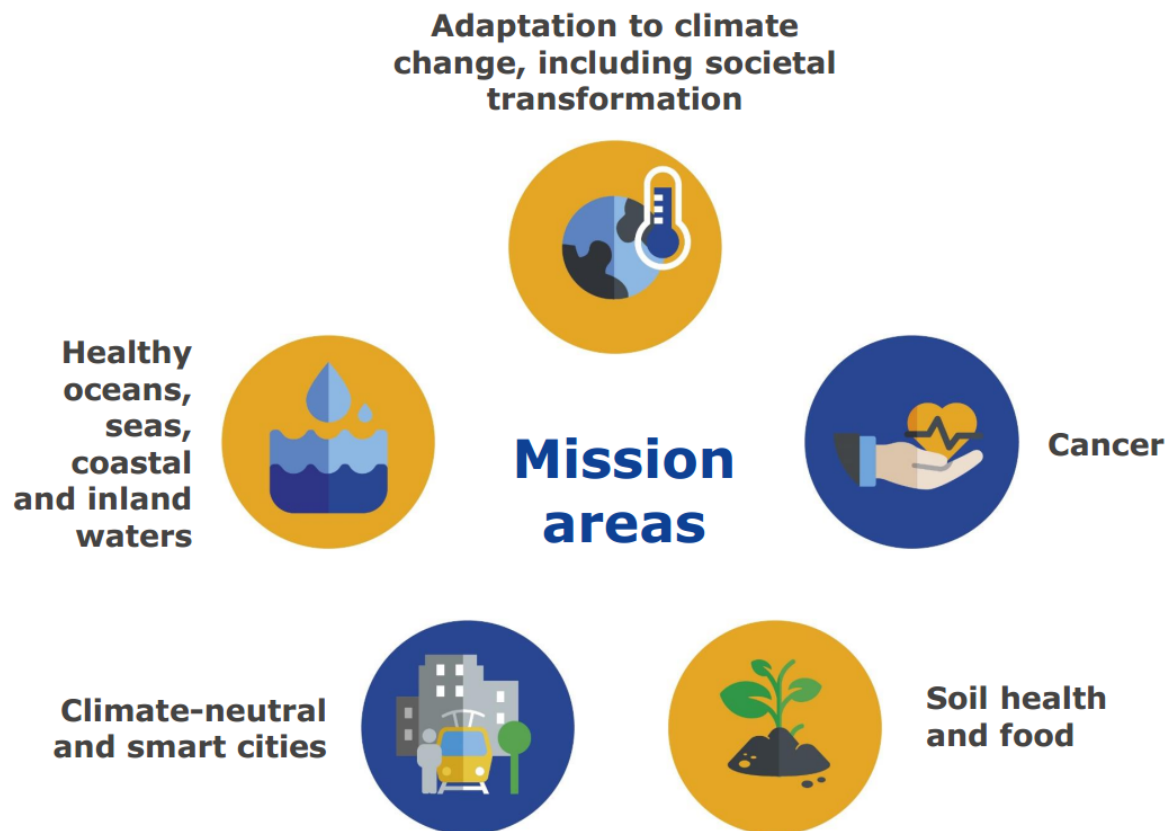 Adaptation to climate
change, including societal
transformation
Healthy
oceans,
seas,
coastal
and inland
waters
Mission
areas
Cancer
Climate-neutral
and smart cities
Soil health
and food